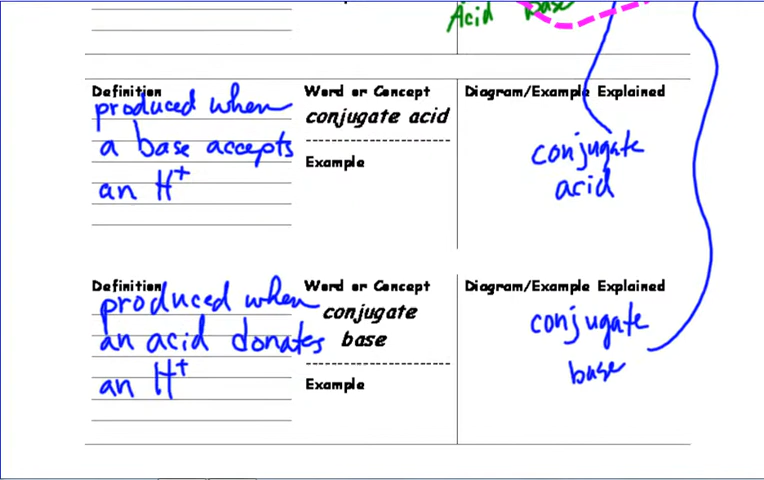 Acid Base
Definition
produced when
a base accepts
an H+
Word or Concept
conjugate acid
Example
Diagram/Example Explained
conjugate
acid
Definition
produced when
an acid donates
an H+
Word or Concept
conjugate
base
Example
Diagram/Example Explained
conjugate
base